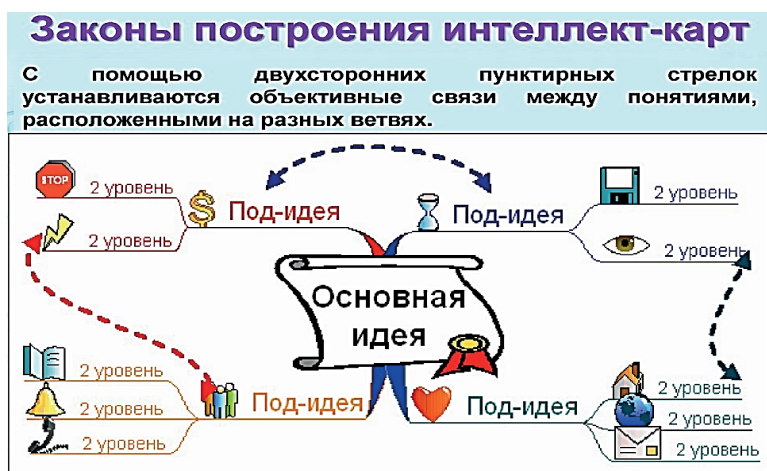 Законы построения интеллект-карт
С помощью двухсторонних пунктирных стрелок
устанавливаются объективные связи между понятиями,
расположенными на разных ветвях.
STOP
2 уровень
2 уровень
Под-идея
Под-идея
2 уровень
2 уровень
Основная
идея
2 уровень
2 уровень
2 уровень
Под-идея
Под-идея
2 уровень
2 уровень
2 уровень